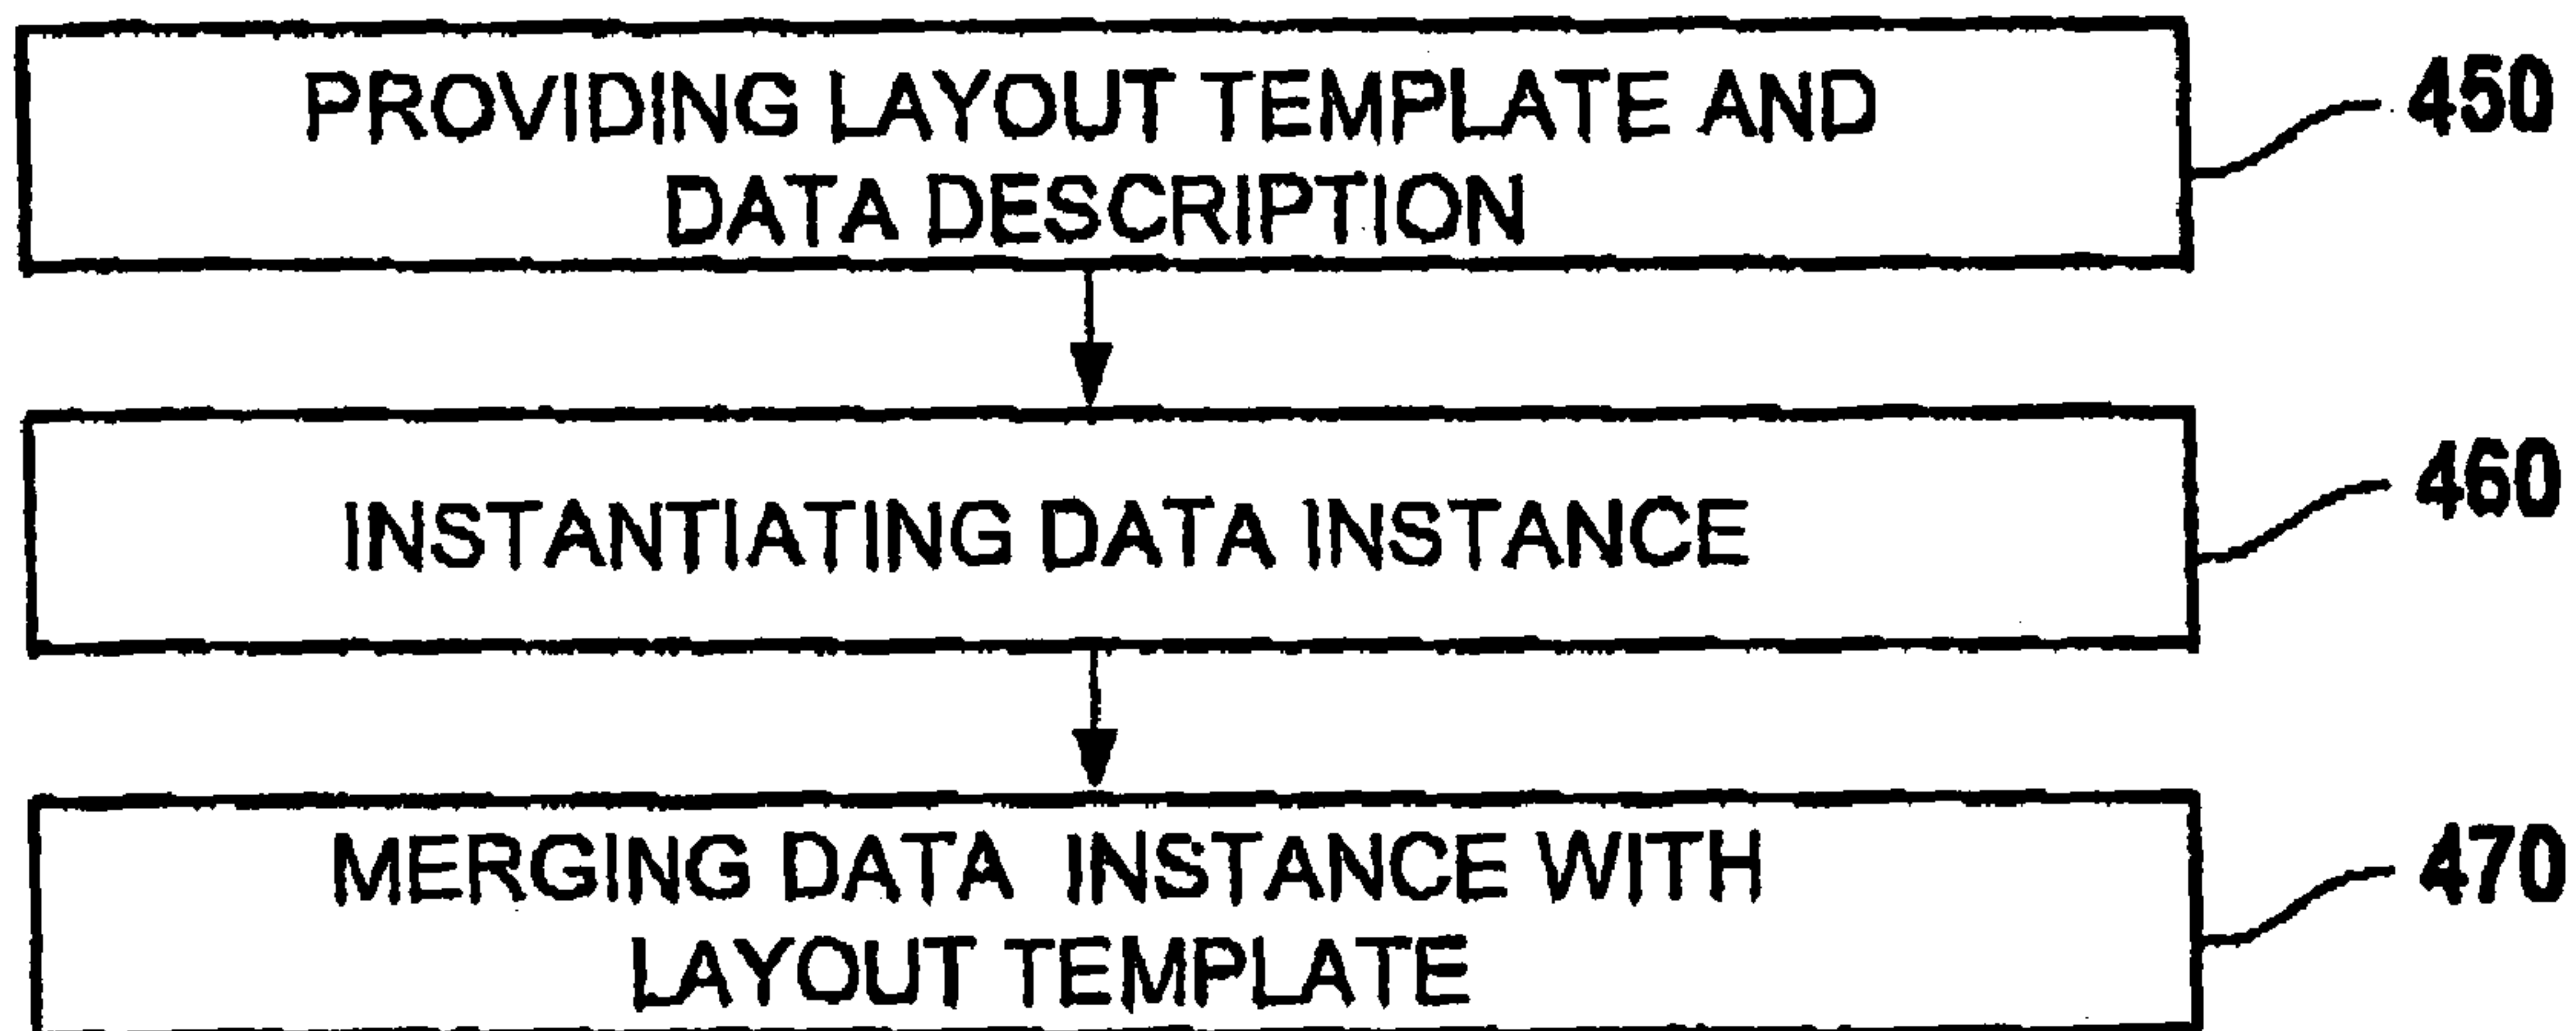 PROVIDING LAYOUT TEMPLATE AND
DATA DESCRIPTION
450
INSTANTIATING DATA INSTANCE
460
MERGING DATA INSTANCE WITH
LAYOUT TEMPLATE
470